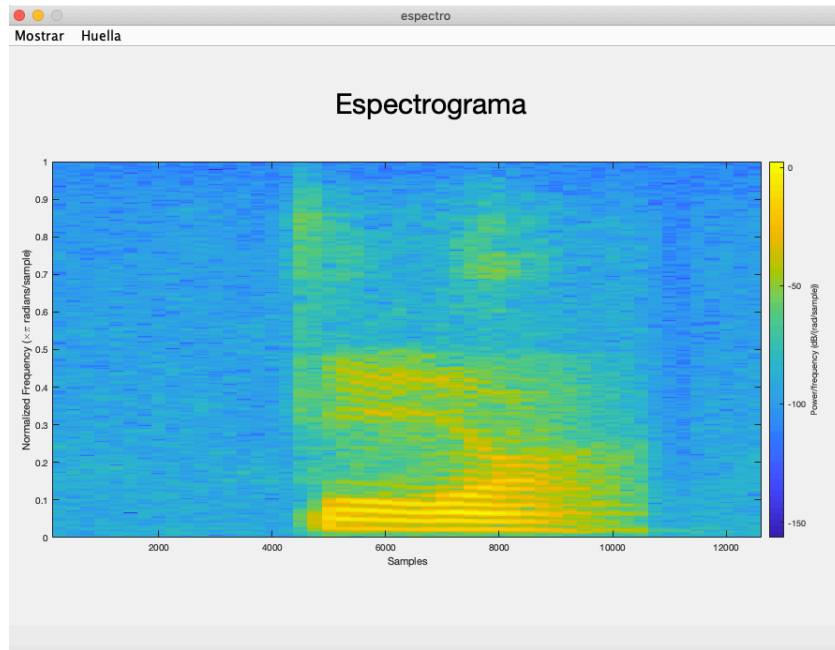 espectro
Mostrar Huella
Espectrograma
1
0.9
0.8
0.7
0.6
0.5
0.4
0.3
0.2
0.1
0
Normalized Frequency (×π radians/sample)
2000 4000 6000 8000 10000 12000
Samples
0
-50
-100
-150
Power/frequency (dB/(rad/sample))